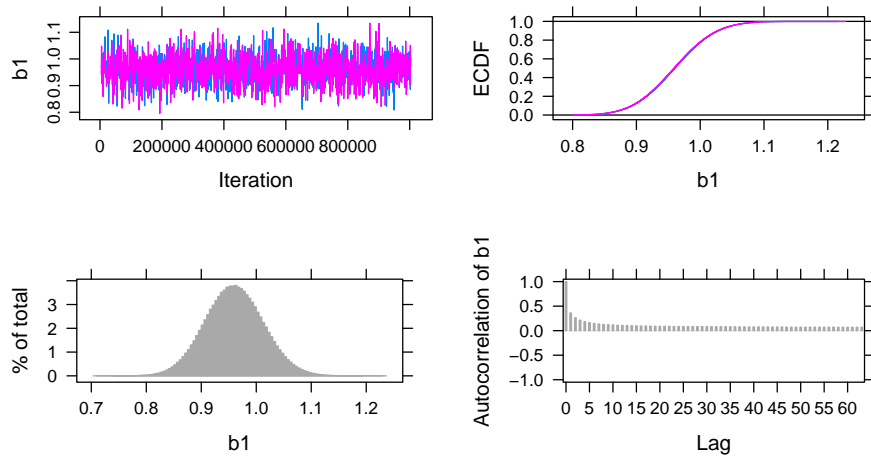 b1
0.8 0.9 1.0 1.1
0 200000 400000 600000 800000
Iteration
ECDF
1.0
0.8
0.6
0.4
0.2
0.0
0.8 0.9 1.0 1.1 1.2
b1
% of total
3
2
1
0
0.7 0.8 0.9 1.0 1.1 1.2
b1
Autocorrelation of b1
1.0
0.5
0.0
−0.5
−1.0
0 5 10 15 20 25 30 35 40 45 50 55 60
Lag